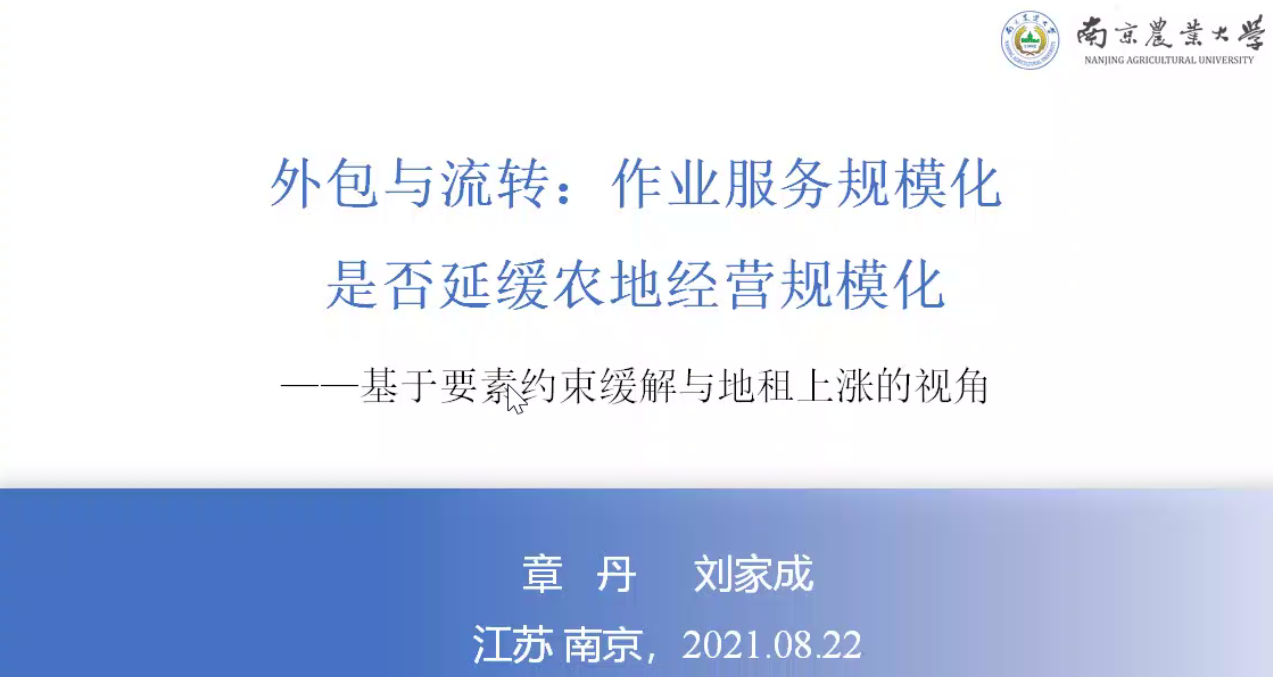 南京農業大學
NANJING AGRICULTURAL UNIVERSITY
外包与流转：作业服务规模化
是否延缓农地经营规模化
——基于要素约束缓解与地租上涨的视角
章 丹 刘家成
江苏 南京，2021.08.22